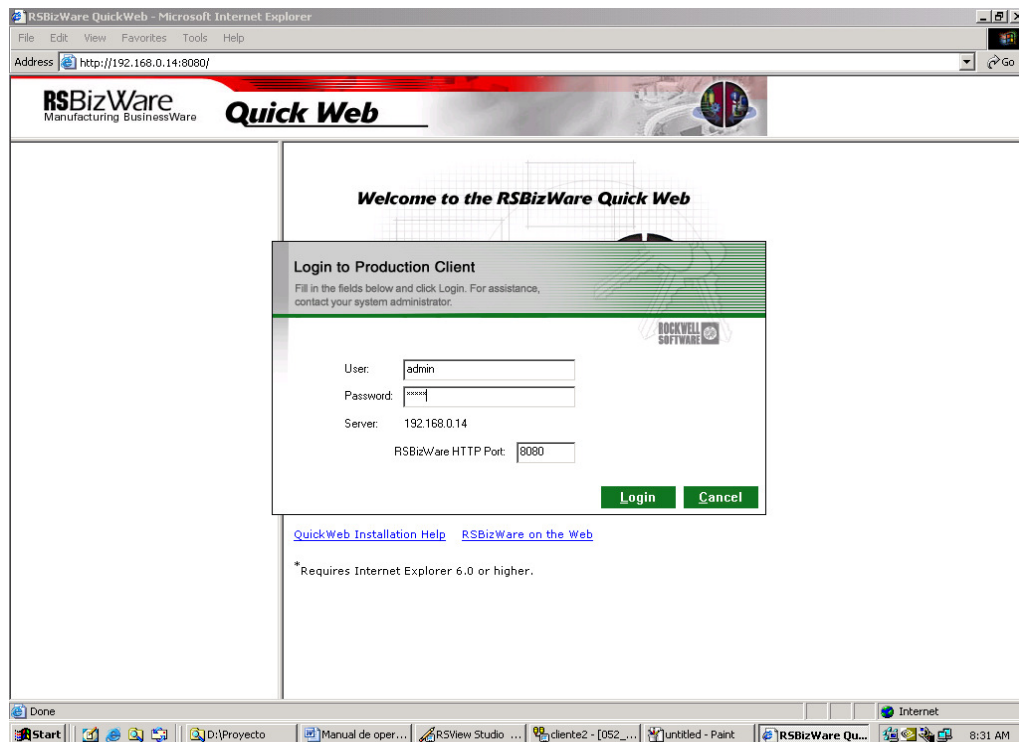 RSBizWare QuickWeb - Microsoft Internet Explorer
File Edit View Favorites Tools Help
Address http://192.168.0.14:8080/ Go
RSBizWare
Manufacturing BusinessWare
Quick Web
Welcome to the RSBizWare Quick Web
Login to Production Client
Fill in the fields below and click Login. For assistance,
contact your system administrator.
ROCKWELL
SOFTWARE
User: admin
Password: *****
Server: 192.168.0.14
RSBizWare HTTP Port: 8080
Login Cancel
QuickWeb Installation Help RSBizWare on the Web
*Requires Internet Explorer 6.0 or higher.
Done Internet
Start D:\Proyecto Manual de oper... RSView Studio ... cliente2 - [052_... untitled - Paint RSBizWare Qu... 8:31 AM